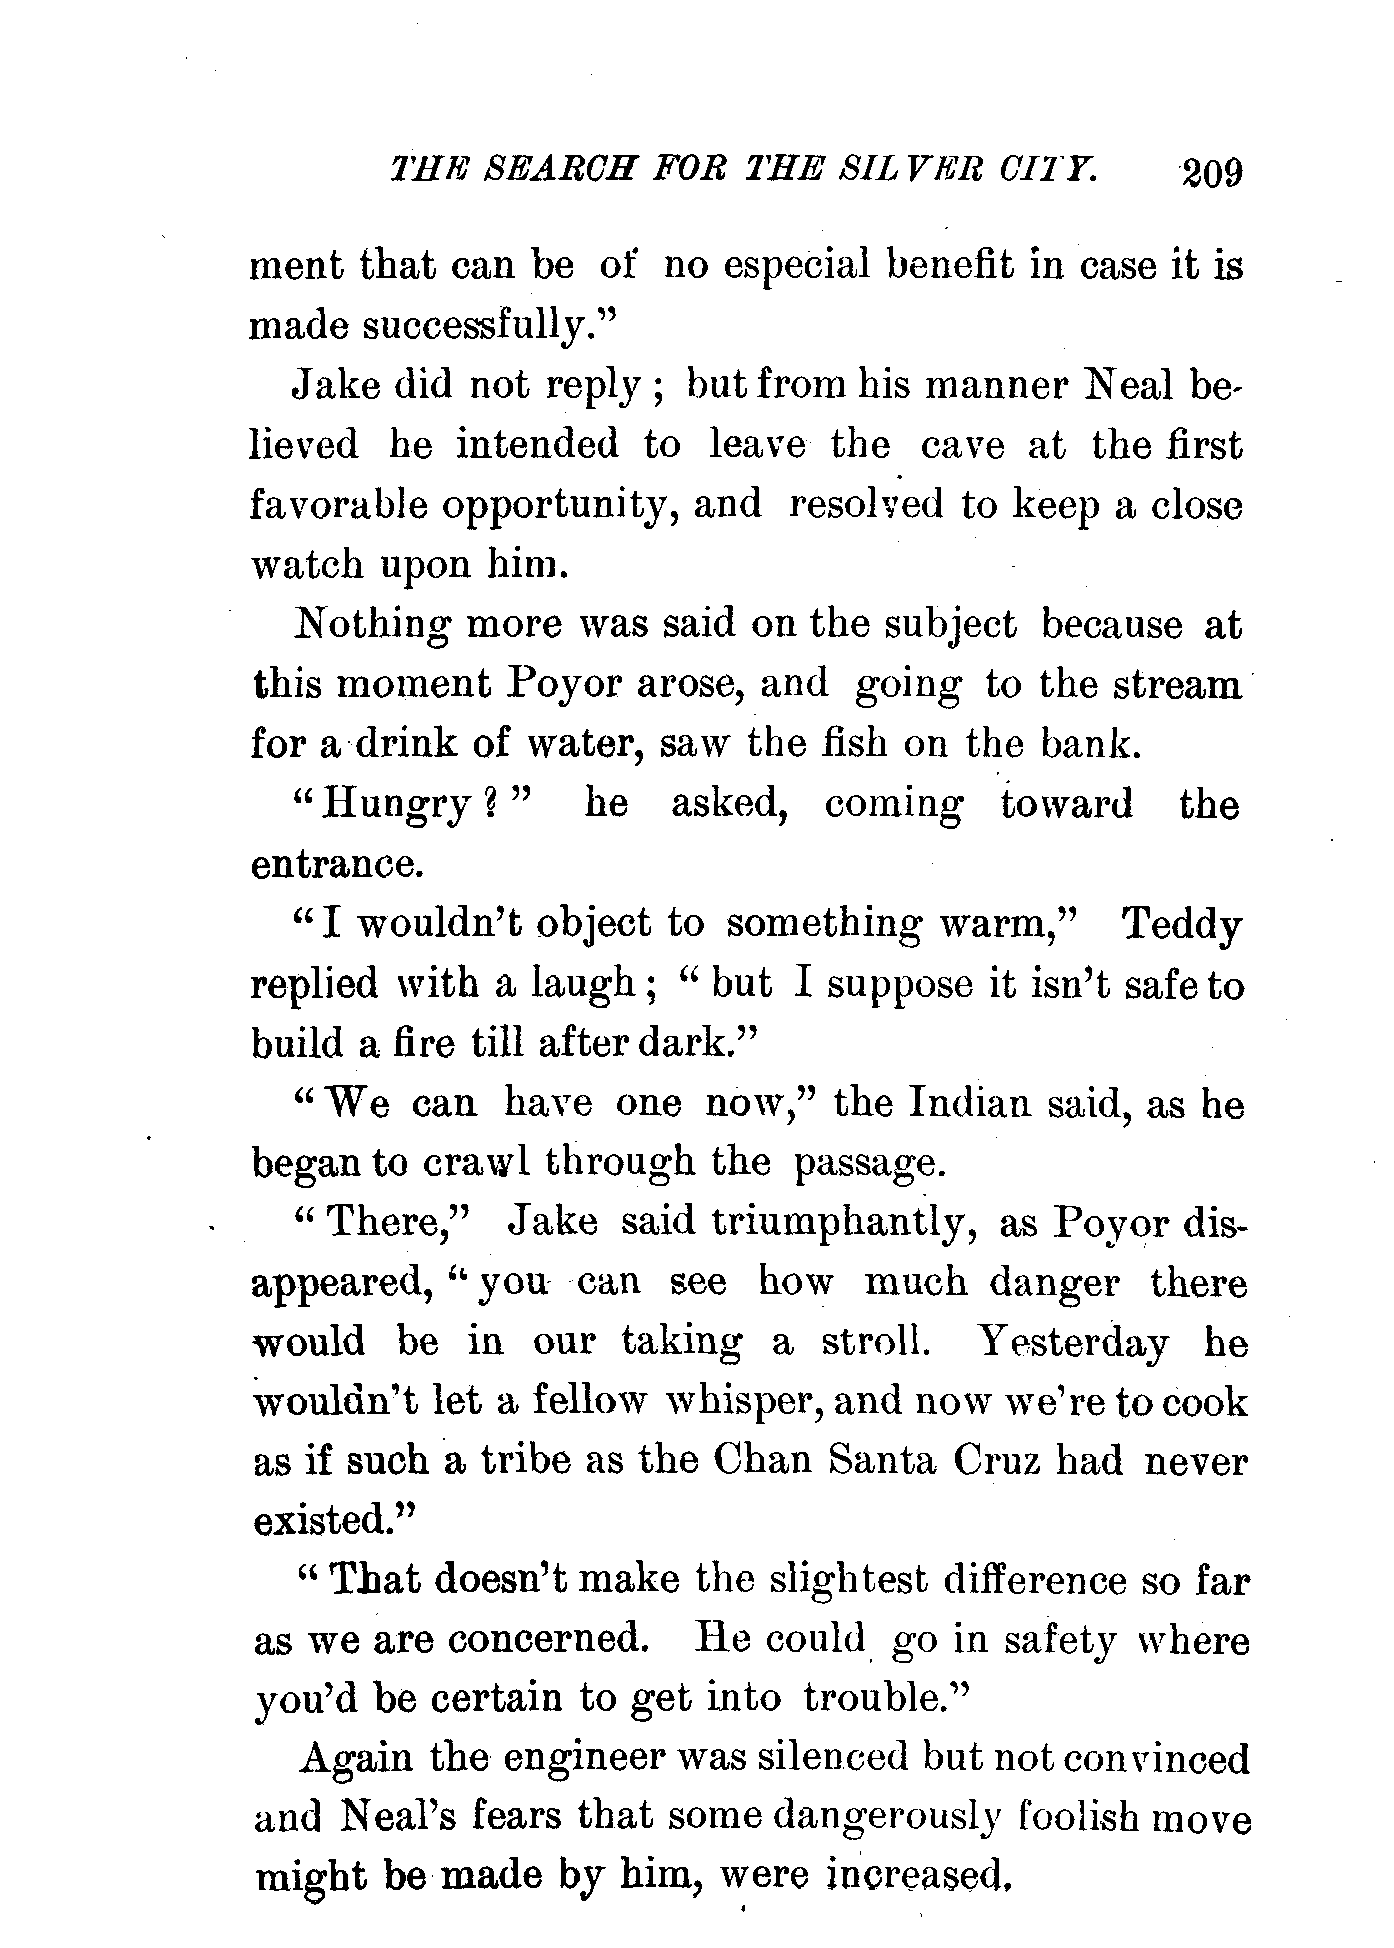 THE SEARCH FOR THE SILVER CITY. 209
ment that can be of no especial benefit in case it is
made successfully.”
Jake did not reply ; but from his manner Neal be-
lieved he intended to leave the cave at the first
favorable opportunity, and resolved to keep a close
watch upon him.
Nothing more was said on the subject because at
this moment Poyor arose, and going to the stream
for a drink of water, saw the fish on the bank.
“ Hungry ? ” he asked, coming toward the
entrance.
“ I wouldn’t object to something warm,” Teddy
replied with a laugh ; “ but I suppose it isn’t safe to
build a fire till after dark.”
“ We can have one now,” the Indian said, as he
began to crawl through the passage.
“ There,” Jake said triumphantly, as Poyor dis-
appeared, “ you can see how much danger there
would be in our taking a stroll. Yesterday he
wouldn’t let a fellow whisper, and now we’re to cook
as if such a tribe as the Chan Santa Cruz had never
existed.”
“ That doesn’t make the slightest difference so far
as we are concerned. He could go in safety where
you’d be certain to get into trouble.”
Again the engineer was silenced but not convinced
and Neal’s fears that some dangerously foolish move
might be made by him, were increased.